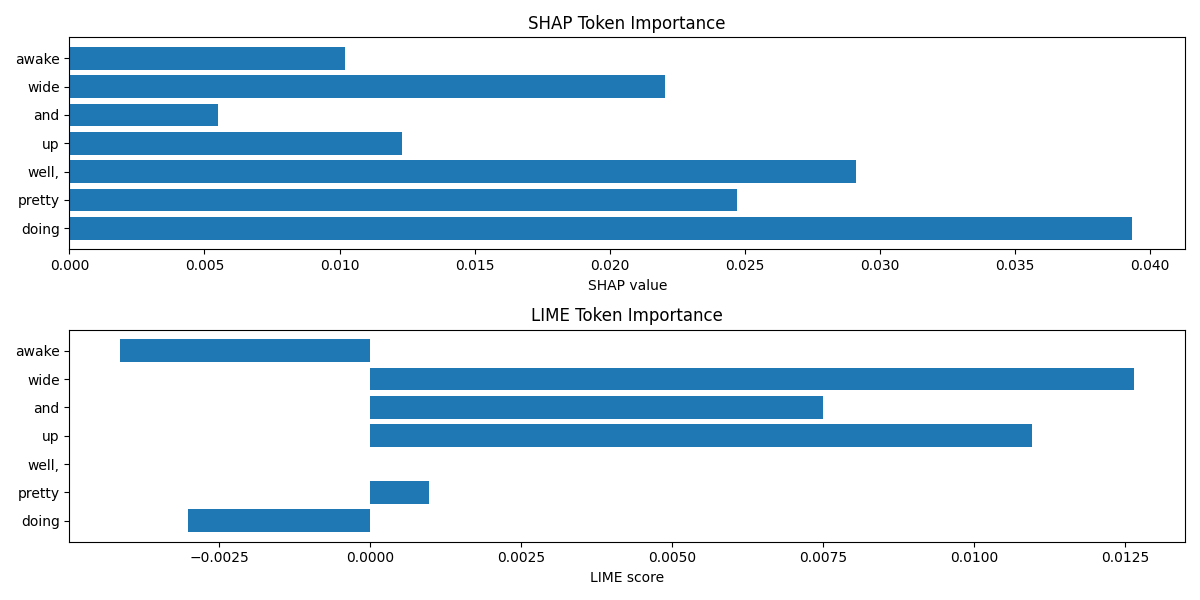 SHAP Token Importance
awake
wide
and
up
well,
pretty
doing
0.000 0.005 0.010 0.015 0.020 0.025 0.030 0.035 0.040
SHAP value
LIME Token Importance
awake
wide
and
up
well,
pretty
doing
−0.0025 0.0000 0.0025 0.0050 0.0075 0.0100 0.0125
LIME score